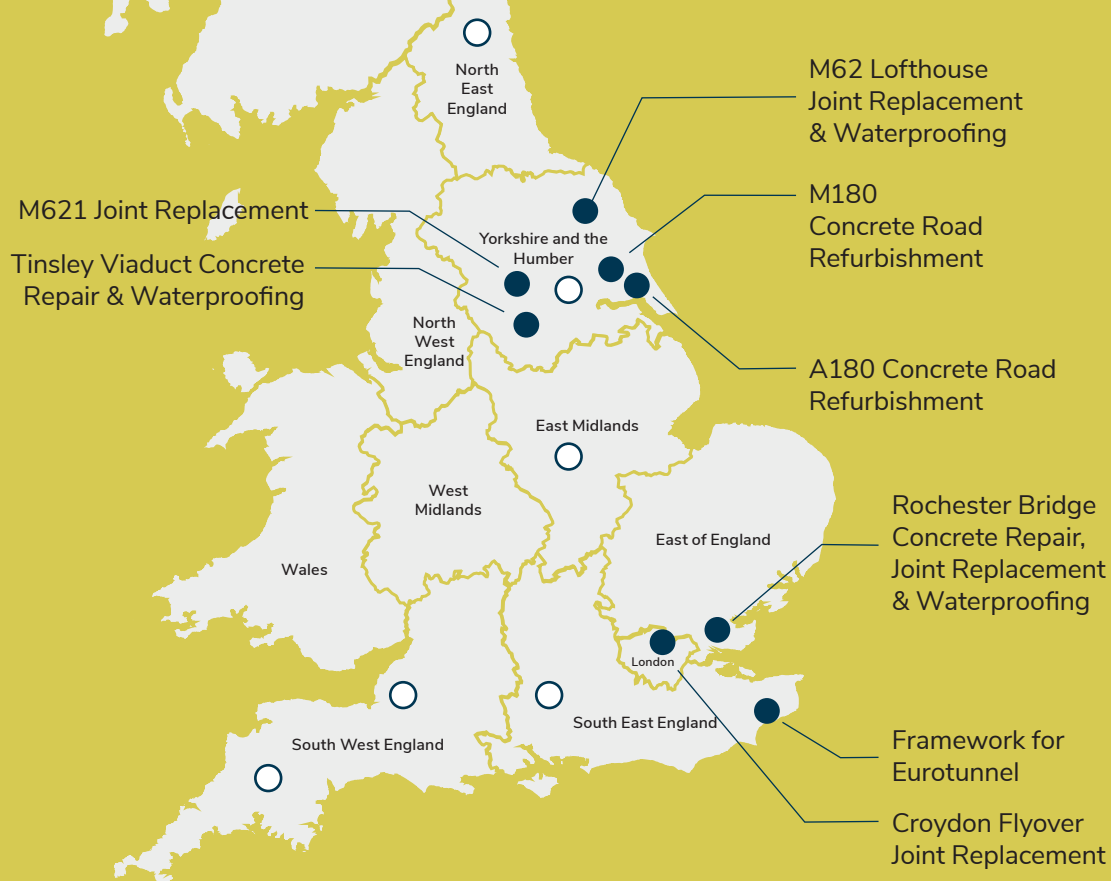 North
East
England
M62 Lofthouse
Joint Replacement
& Waterproofing
M621 Joint Replacement
M180
Concrete Road
Refurbishment
Yorkshire and the
Humber
Tinsley Viaduct Concrete
Repair & Waterproofing
North
West
England
A180 Concrete Road
Refurbishment
East Midlands
West
Midlands
Rochester Bridge
Concrete Repair,
Joint Replacement
& Waterproofing
East of England
Wales
London
South East England
South West England
Framework for
Eurotunnel
Croydon Flyover
Joint Replacement